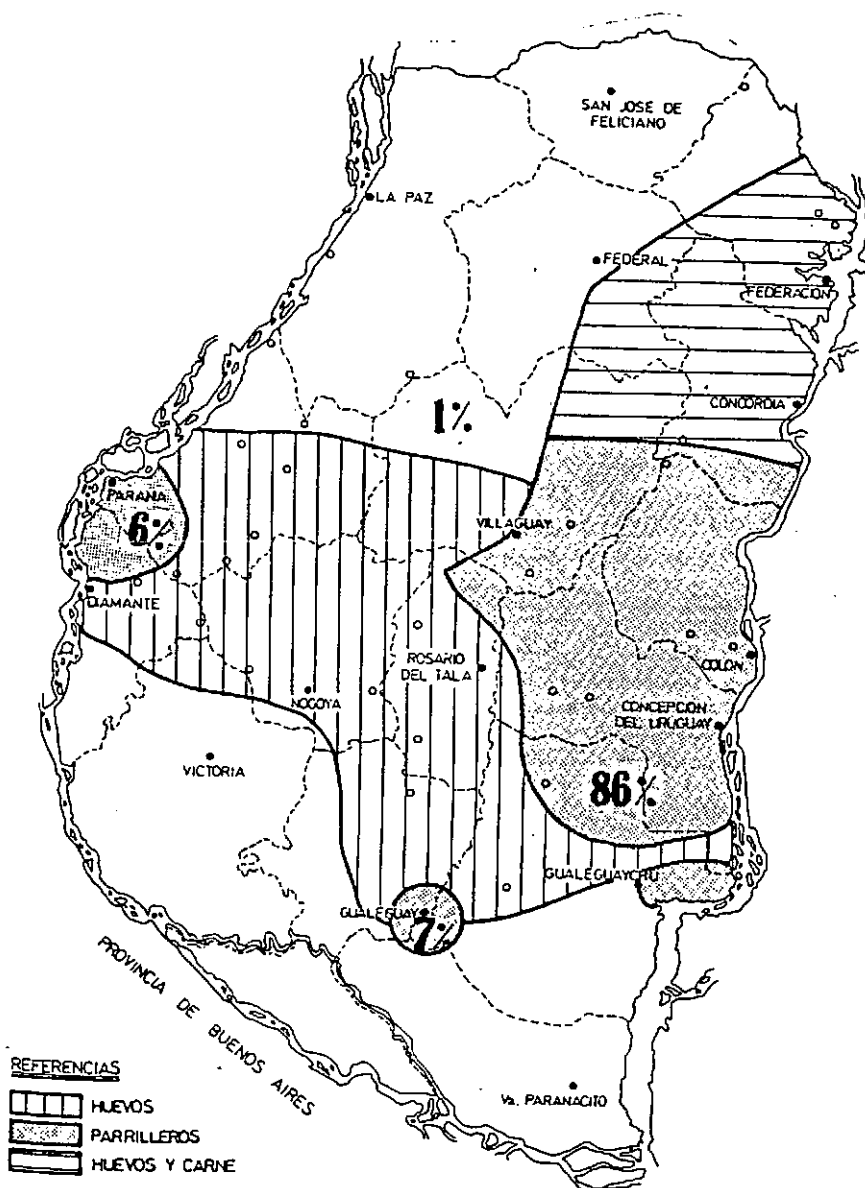 SAN JOSÉ DE
FELICIANO
LA PAZ
FEDERAL
FEDERACION
CONCORDIA
1%
PARANA
6%
VILLAGUAY
DIAMANTE
ROSARIO
DEL TALA
COLON
NOGOYA
CONCEPCION
DEL URUGUAY
VICTORIA
86%
GUALEGUAYCHU
GUALEGUAY
7%
PROVINCIA DE BUENOS AIRES
Va. PARANACITO
REFERENCIAS
HUEVOS
PARRILLEROS
HUEVOS Y CARNE